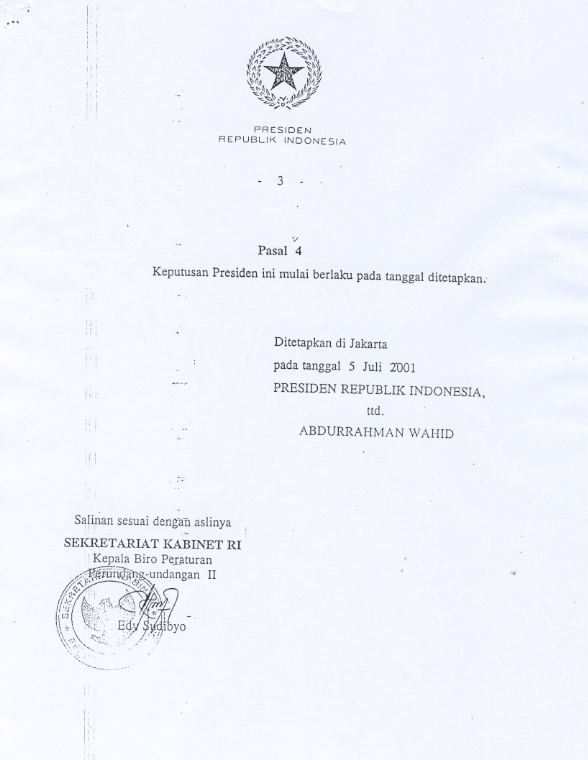 PRESIDEN
REPUBLIK INDONESIA
- 3 -
Pasal 4
Keputusan Presiden ini mulai berlaku pada tanggal ditetapkan.
Ditetapkan di Jakarta
pada tanggal 5 Juli 2001
PRESIDEN REPUBLIK INDONESIA,
ttd.
ABDURRAHMAN WAHID
Salinan sesuai dengan aslinya
SEKRETARIAT KABINET RI
Kepala Biro Peraturan
Perundang-undangan II
Edy Sudibyo